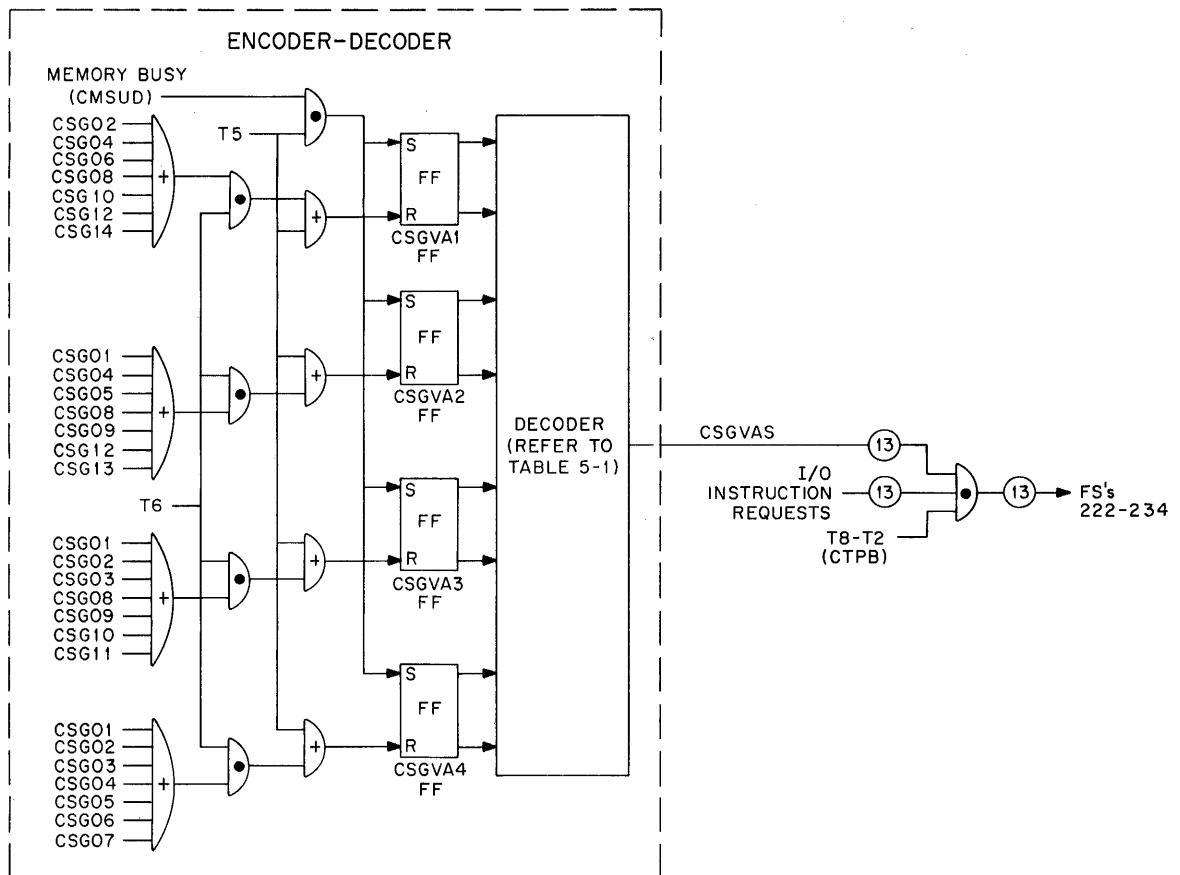 ENCODER-DECODER
MEMORY BUSY
(CMSUD)
CSG02
CSG04
CSG06
CSG08
CSG10
CSG12
CSG14
T5
+
+
S
FF
R
CSGVA1
FF
CSG01
CSG04
CSG05
CSG08
CSG09
CSG12
CSG13
+
+
S
FF
R
CSGVA2
FF
T6
CSG01
CSG02
CSG03
CSG08
CSG09
CSG10
CSG11
+
+
S
FF
R
CSGVA3
FF
CSG01
CSG02
CSG03
CSG04
CSG05
CSG06
CSG07
+
+
S
FF
R
CSGVA4
FF
DECODER
(REFER TO
TABLE 5-1)
CSGVAS
13
I/O
INSTRUCTION
REQUESTS
13
T8-T2
(CTPB)
13
FS's
222-234